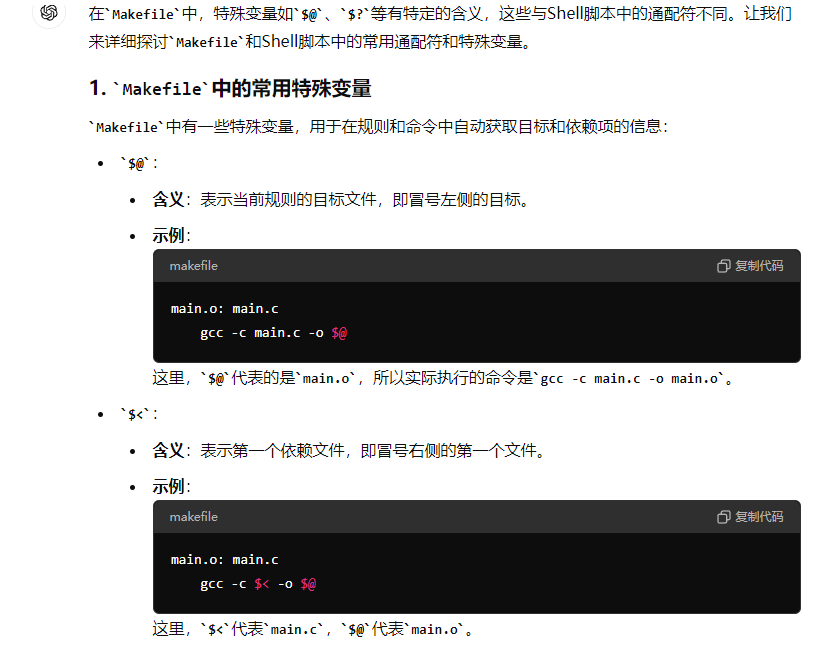 在`Makefile`中，特殊变量如`$@`、`$?`等有特定的含义，这些与Shell脚本中的通配符不同。让我们
来详细探讨`Makefile`和Shell脚本中的常用通配符和特殊变量。
1. `Makefile`中的常用特殊变量
`Makefile`中有一些特殊变量，用于在规则和命令中自动获取目标和依赖项的信息：
• `$@`：
• 含义：表示当前规则的目标文件，即冒号左侧的目标。
• 示例：
makefile 复制代码
main.o: main.c
    gcc -c main.c -o $@
这里，`$@`代表的是`main.o`，所以实际执行的命令是`gcc -c main.c -o main.o`。
• `$<`：
• 含义：表示第一个依赖文件，即冒号右侧的第一个文件。
• 示例：
makefile 复制代码
main.o: main.c
    gcc -c $< -o $@
这里，`$<`代表`main.c`，`$@`代表`main.o`。